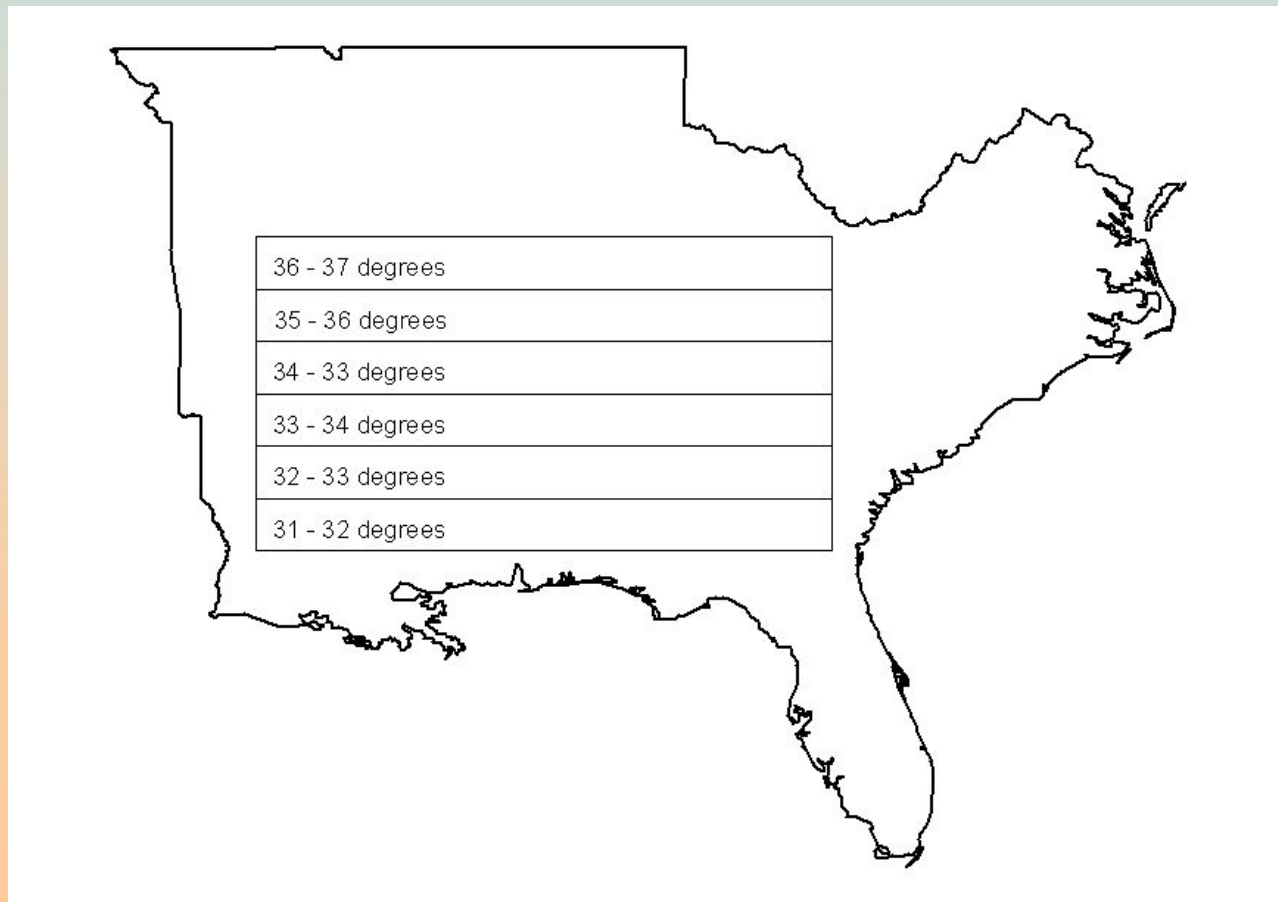 36 - 37 degrees
35 - 36 degrees
34 - 33 degrees
33 - 34 degrees
32 - 33 degrees
31 - 32 degrees